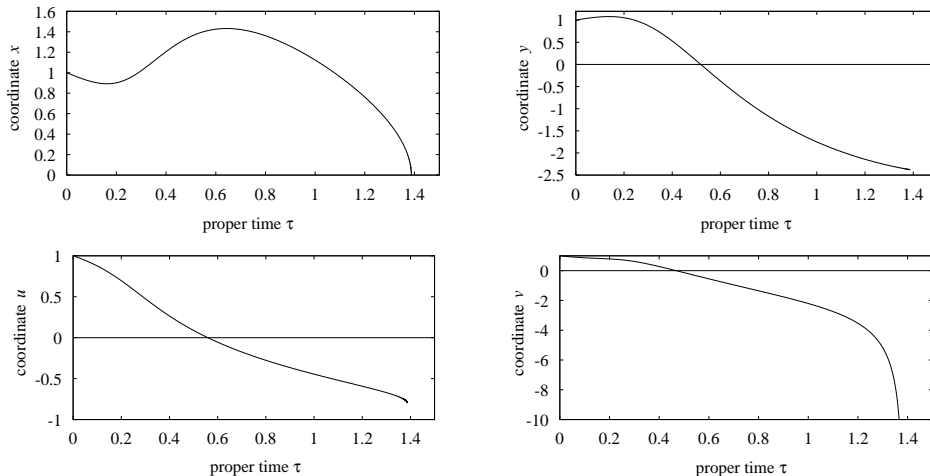 coordinate x
1.6
1.4
1.2
1
0.8
0.6
0.4
0.2
0
0 0.2 0.4 0.6 0.8 1 1.2 1.4
proper time τ
coordinate y
1
0.5
0
-0.5
-1
-1.5
-2
-2.5
0 0.2 0.4 0.6 0.8 1 1.2 1.4
proper time τ
coordinate u
1
0.5
0
-0.5
-1
0 0.2 0.4 0.6 0.8 1 1.2 1.4
proper time τ
coordinate v
0
-2
-4
-6
-8
-10
0 0.2 0.4 0.6 0.8 1 1.2 1.4
proper time τ